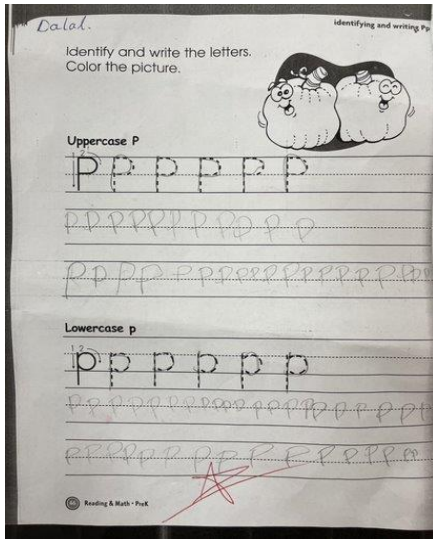 Dalal.
identifying and writing Pp
Identify and write the letters.
Color the picture.
Uppercase P
P P P P P P
P P P P P P P P P P P P P
P P P P P P P P P P P P P P P P P P P
Lowercase p
p p p p p p
P P P P P P P P P P P P P P P P P P P P P P
P P P P P P P P P P P P P P P P P
Reading & Math • PreK